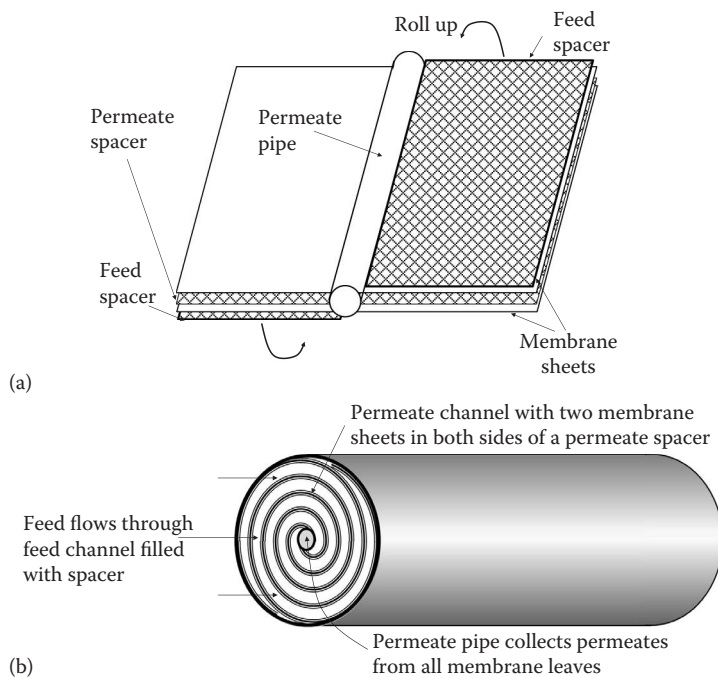 Roll up
Feed
spacer
Permeate
spacer
Permeate
pipe
Feed
spacer
Membrane
sheets
(a)
Permeate channel with two membrane
sheets in both sides of a permeate spacer
Feed flows through
feed channel filled
with spacer
Permeate pipe collects permeates
from all membrane leaves
(b)